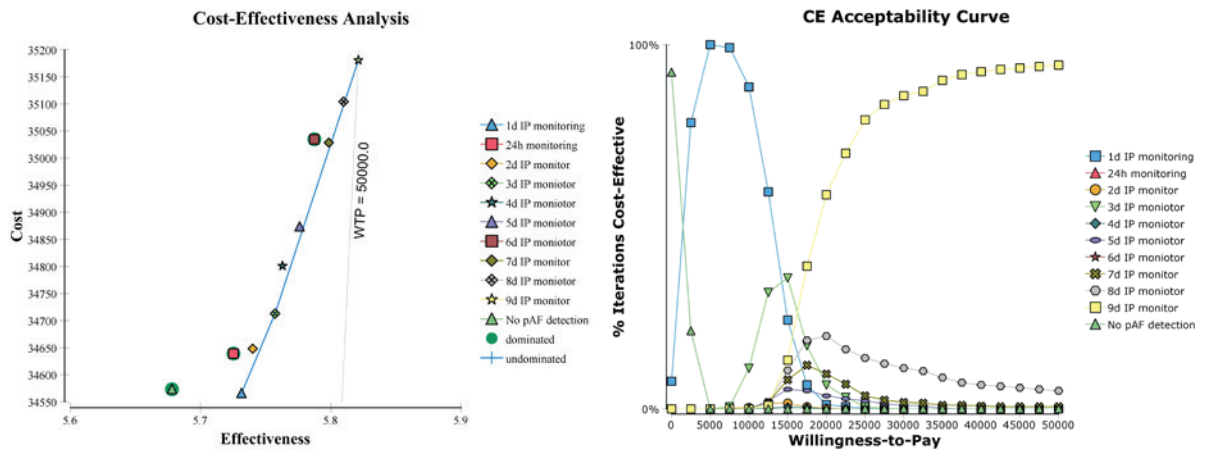 Cost-Effectiveness Analysis
35200
35150
35100
35050
35000
34950
34900
34850
34800
34750
34700
34650
34600
34550
Cost
5.6
5.7
5.8
5.9
Effectiveness
WTP = 50000.0
1d IP monitoring
24h monitoring
2d IP monitor
3d IP moniotor
4d IP moniotor
5d IP moniotor
6d IP moniotor
7d IP monitor
8d IP moniotor
9d IP monitor
No pAF detection
dominated
undominated
CE Acceptability Curve
100%
0%
% Iterations Cost-Effective
0
5000
10000
15000
20000
25000
30000
35000
40000
45000
50000
Willingness-to-Pay
1d IP monitoring
24h monitoring
2d IP monitor
3d IP moniotor
4d IP moniotor
5d IP moniotor
6d IP moniotor
7d IP monitor
8d IP moniotor
9d IP monitor
No pAF detection